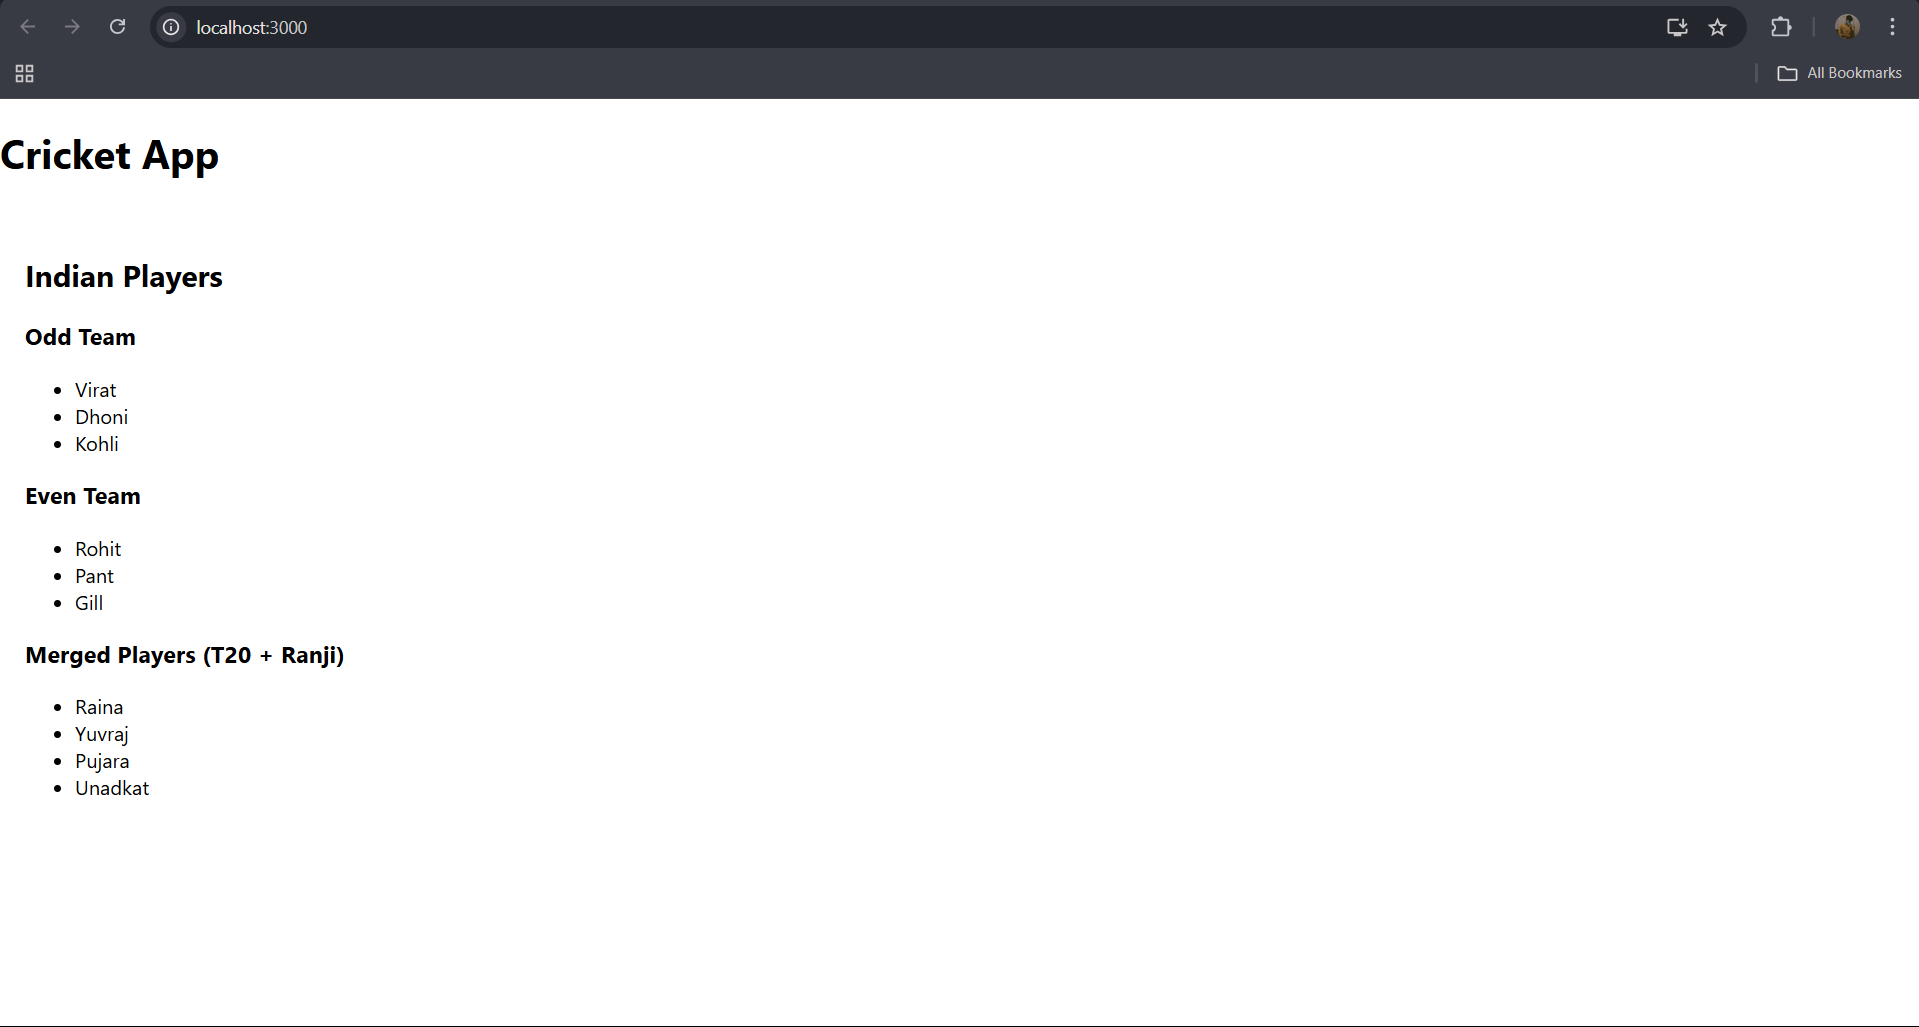 localhost:3000
All Bookmarks
Cricket App
Indian Players
Odd Team
Virat
Dhoni
Kohli
Even Team
Rohit
Pant
Gill
Merged Players (T20 + Ranji)
Raina
Yuvraj
Pujara
Unadkat